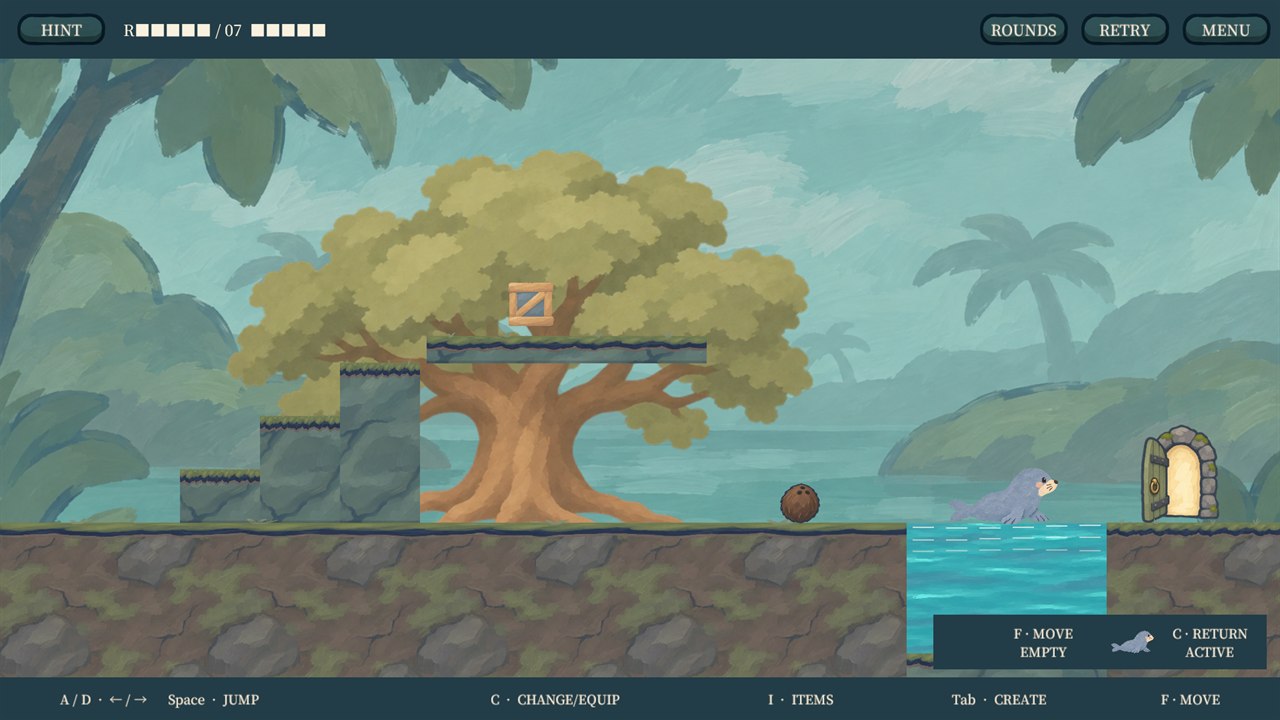 HINT
/ 07
ROUNDS
RETRY
MENU
F · MOVE
EMPTY
C · RETURN
ACTIVE
A / D · ←/→ Space · JUMP
C · CHANGE/EQUIP
I · ITEMS
Tab · CREATE
F · MOVE